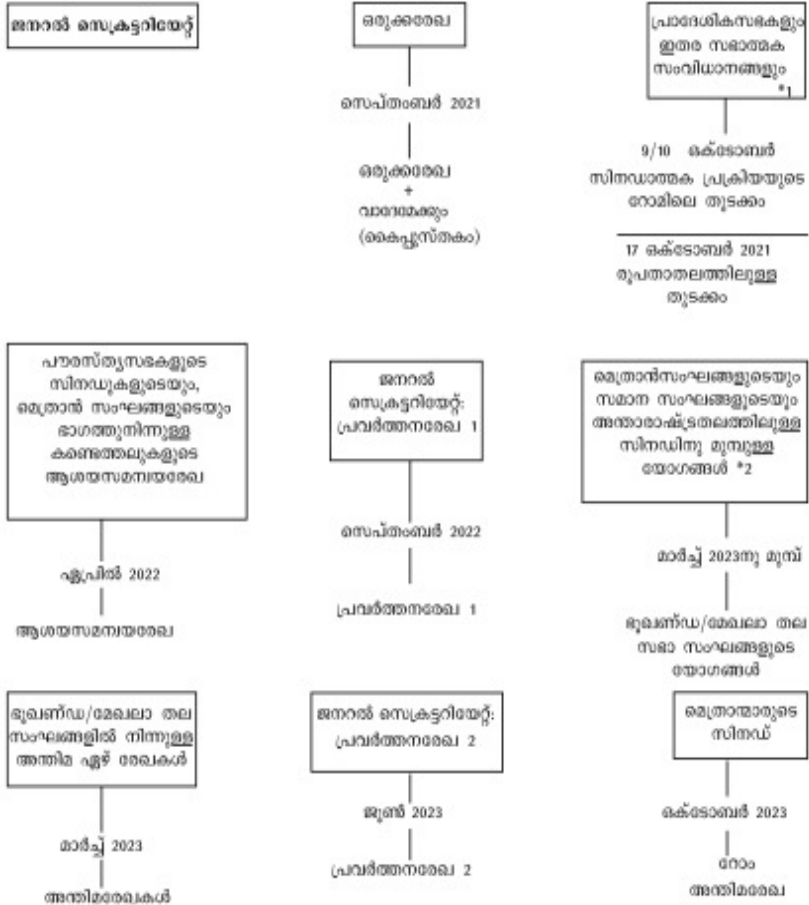 ജനറൽ സെക്രട്ടറിയേറ്റ്
ഒരുക്കരേഖ
സെപ്തംബർ 2021
ഒരുക്കരേഖ
+
വാദേമേക്കും
(കൈപ്പുസ്തകം)
പ്രാദേശികസഭകളും
ഇതര സഭാത്മക
സംവിധാനങ്ങളും
*1
9/10 ഒക്ടോബർ
സിനഡാത്മക പ്രക്രിയയുടെ
റോമിലെ തുടക്കം
17 ഒക്ടോബർ 2021
രൂപതാതലത്തിലുള്ള
തുടക്കം
പൗരസ്ത്യസഭകളുടെ
സിനഡുകളുടെയും,
മെത്രാൻ സംഘങ്ങളുടെയും
ഭാഗത്തുനിന്നുള്ള
കണ്ടെത്തലുകളുടെ
ആശയസമന്വയരേഖ
ഏപ്രിൽ 2022
ആശയസമന്വയരേഖ
ജനറൽ
സെക്രട്ടറിയേറ്റ്:
പ്രവർത്തനരേഖ 1
സെപ്തംബർ 2022
പ്രവർത്തനരേഖ 1
മെത്രാൻസംഘങ്ങളുടെയും
സമാന സംഘങ്ങളുടെയും
അന്താരാഷ്ട്രതലത്തിലുള്ള
സിനഡിനു മുമ്പുള്ള
യോഗങ്ങൾ *2
മാർച്ച് 2023നു മുമ്പ്
ഭൂഖണ്ഡ/മേഖലാ തല
സഭാ സംഘങ്ങളുടെ
യോഗങ്ങൾ
ഭൂഖണ്ഡ/മേഖലാ തല
സംഘങ്ങളിൽ നിന്നുള്ള
അന്തിമ ഏഴ് രേഖകൾ
മാർച്ച് 2023
അന്തിമരേഖകൾ
ജനറൽ സെക്രട്ടറിയേറ്റ്:
പ്രവർത്തനരേഖ 2
ജൂൺ 2023
പ്രവർത്തനരേഖ 2
മെത്രാന്മാരുടെ
സിനഡ്
ഒക്ടോബർ 2023
റോം
അന്തിമരേഖ